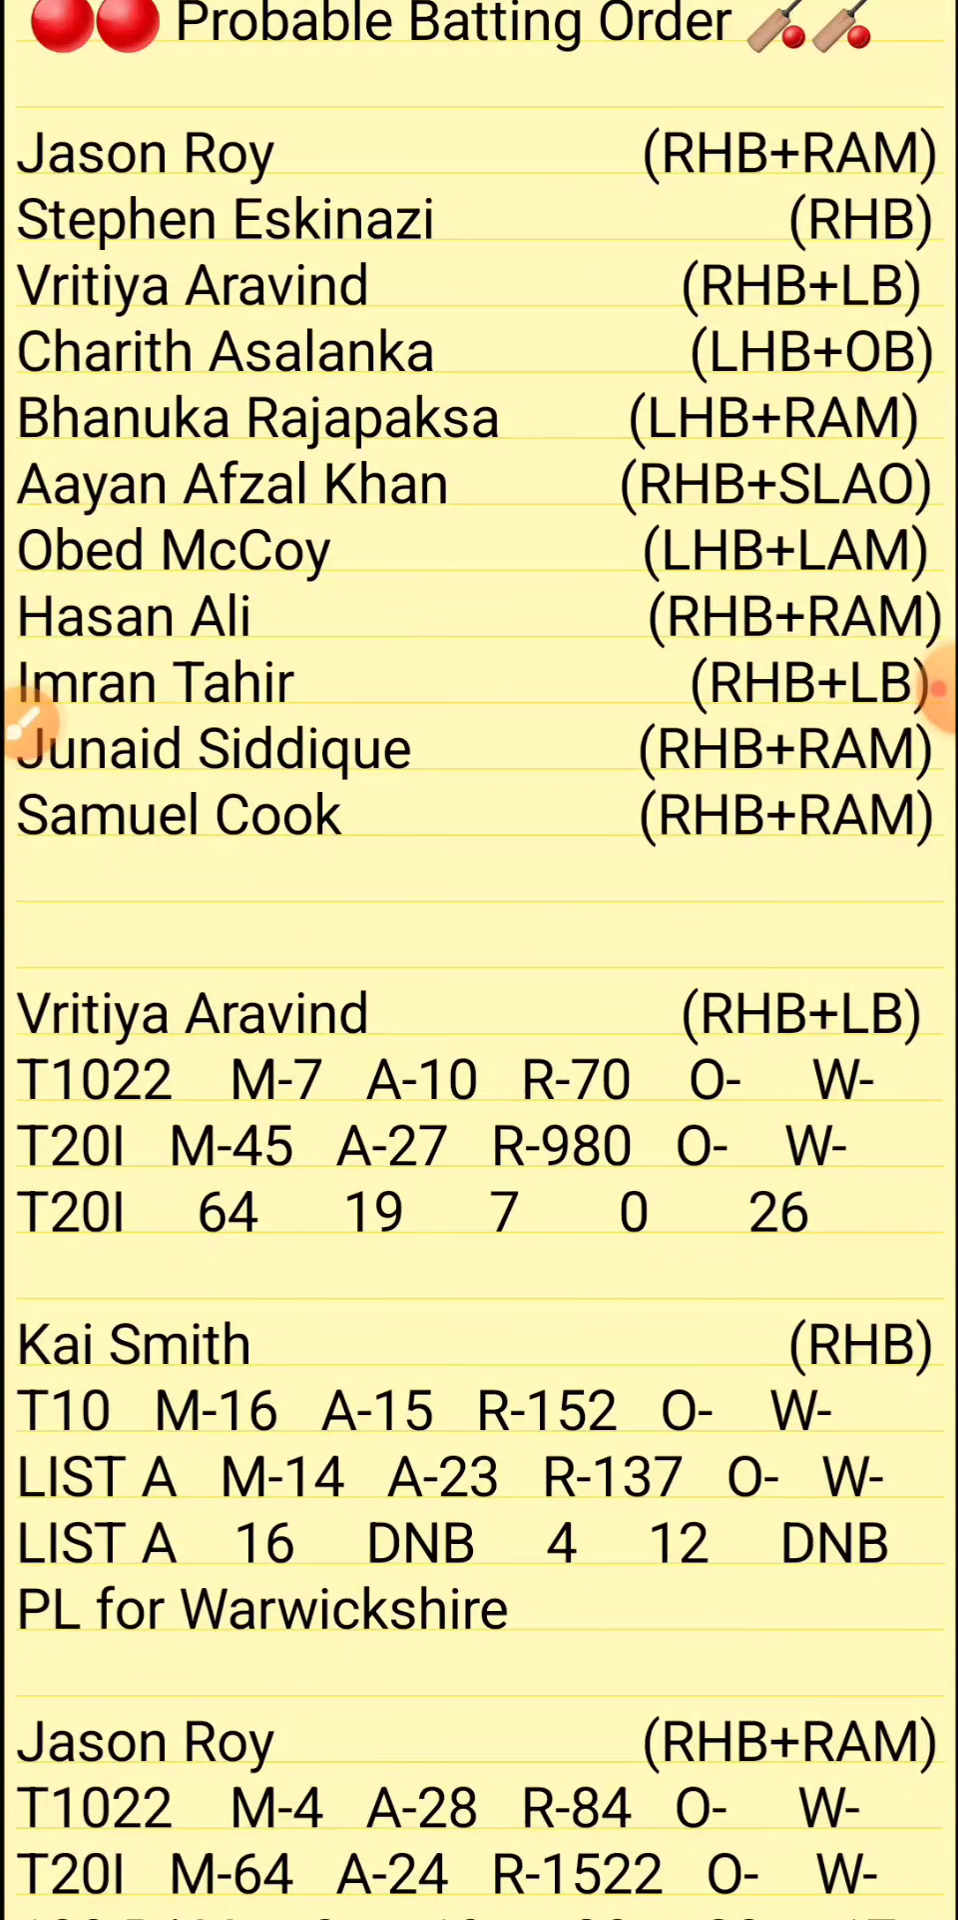 Probable Batting Order
Jason Roy (RHB+RAM)
Stephen Eskinazi (RHB)
Vritiya Aravind (RHB+LB)
Charith Asalanka (LHB+OB)
Bhanuka Rajapaksa (LHB+RAM)
Aayan Afzal Khan (RHB+SLAO)
Obed McCoy (LHB+LAM)
Hasan Ali (RHB+RAM)
Imran Tahir (RHB+LB)
Junaid Siddique (RHB+RAM)
Samuel Cook (RHB+RAM)
Vritiya Aravind (RHB+LB)
T1022 M-7 A-10 R-70 O- W-
T20I M-45 A-27 R-980 O- W-
T20I 64 19 7 0 26
Kai Smith (RHB)
T10 M-16 A-15 R-152 O- W-
LIST A M-14 A-23 R-137 O- W-
LIST A 16 DNB 4 12 DNB
PL for Warwickshire
Jason Roy (RHB+RAM)
T1022 M-4 A-28 R-84 O- W-
T20I M-64 A-24 R-1522 O- W-